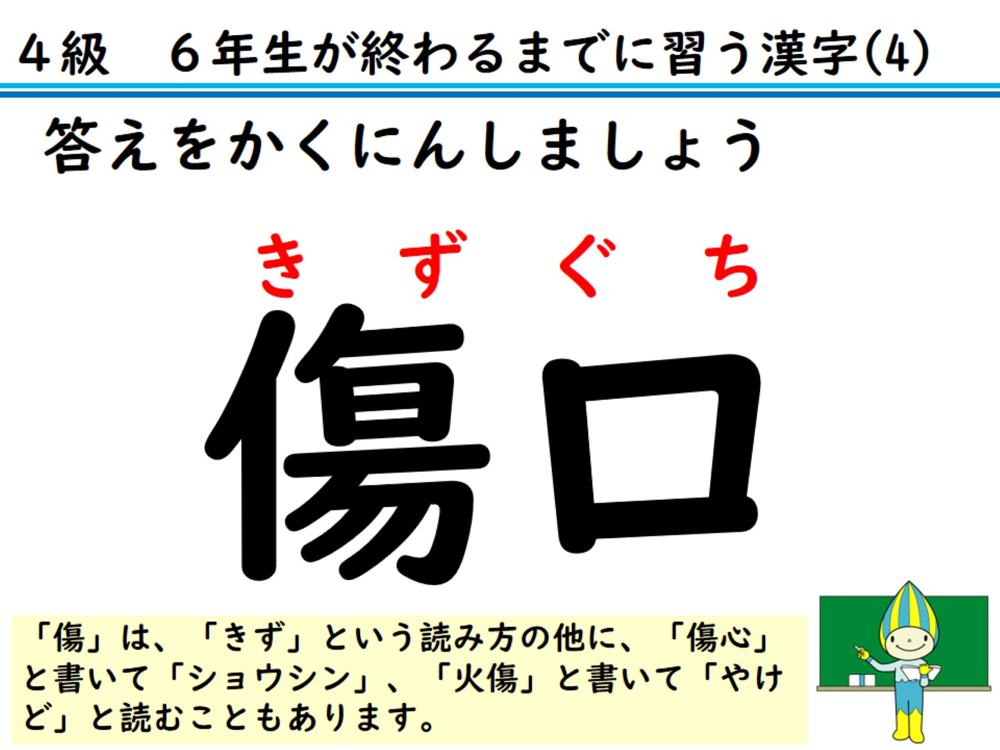 ４級　６年生が終わるまでに習う漢字(4)
答えをかくにんしましょう
きずぐち
傷口
「傷」は、「きず」という読み方の他に、「傷心」
と書いて「ショウシン」、「火傷」と書いて「やけ
ど」と読むこともあります。